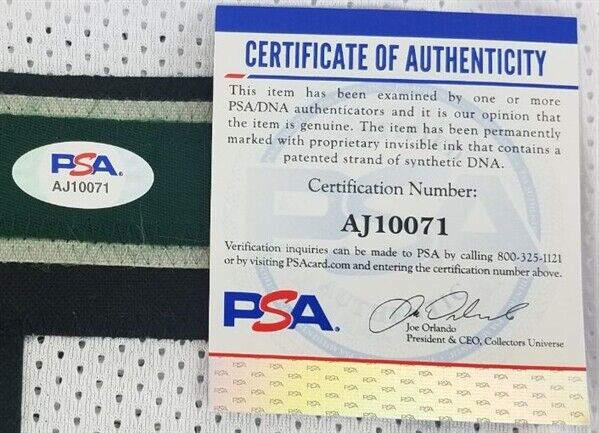 PSA
CERTIFICATE OF AUTHENTICITY
This item has been examined by one or more
PSA/DNA authenticators and it is our opinion that
the item is genuine. The item has been permanently
marked with proprietary invisible ink that contains a
patented strand of synthetic DNA.
Certification Number:
AJ10071
Verification inquiries can be made to PSA by calling 800-325-1121
or by visiting PSAcard.com and entering the certification number above.
PSA.
Joe Orlando
President & CEO, Collectors Universe
PSA.
AJ10071